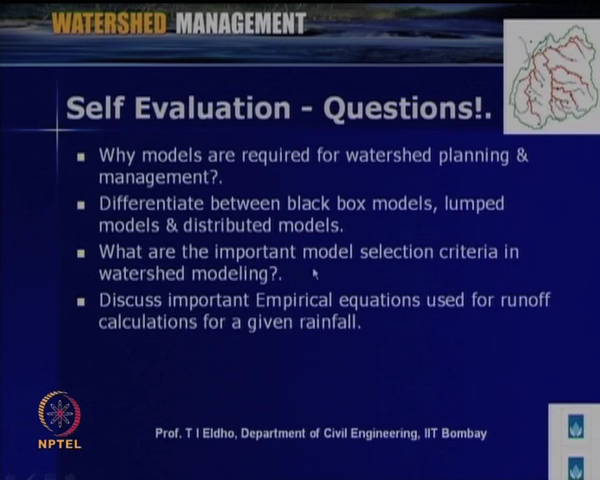 WATERSHED MANAGEMENT
Self Evaluation - Questions!.
Why models are required for watershed planning &
management?.
Differentiate between black box models, lumped
models & distributed models.
What are the important model selection criteria in
watershed modeling?.
Discuss important Empirical equations used for runoff
calculations for a given rainfall.
NPTEL
Prof. T I Eldho, Department of Civil Engineering, IIT Bombay